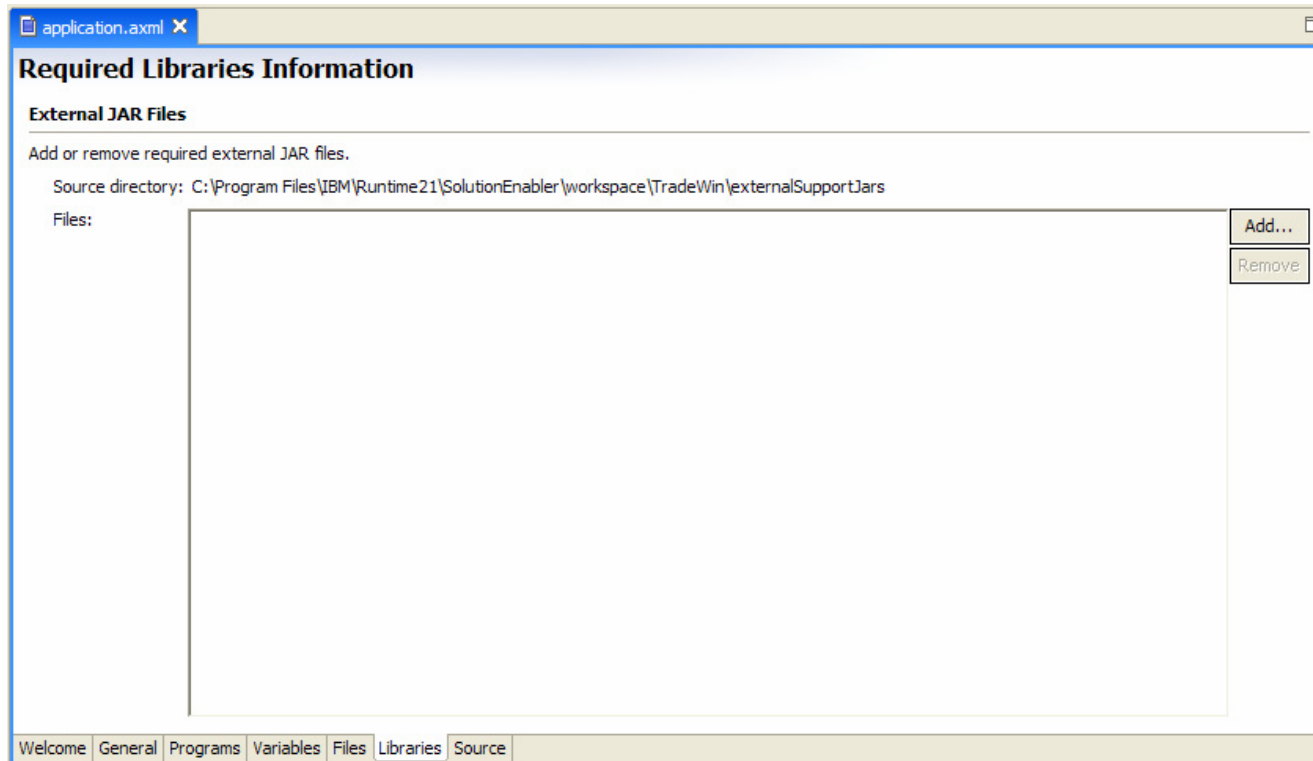 application.axml
Required Libraries Information
External JAR Files
Add or remove required external JAR files.
Source directory: C:\Program Files\IBM\Runtime21\SolutionEnabler\workspace\TradeWin\externalSupportJars
Files:
Add...
Remove
Welcome General Programs Variables Files Libraries Source